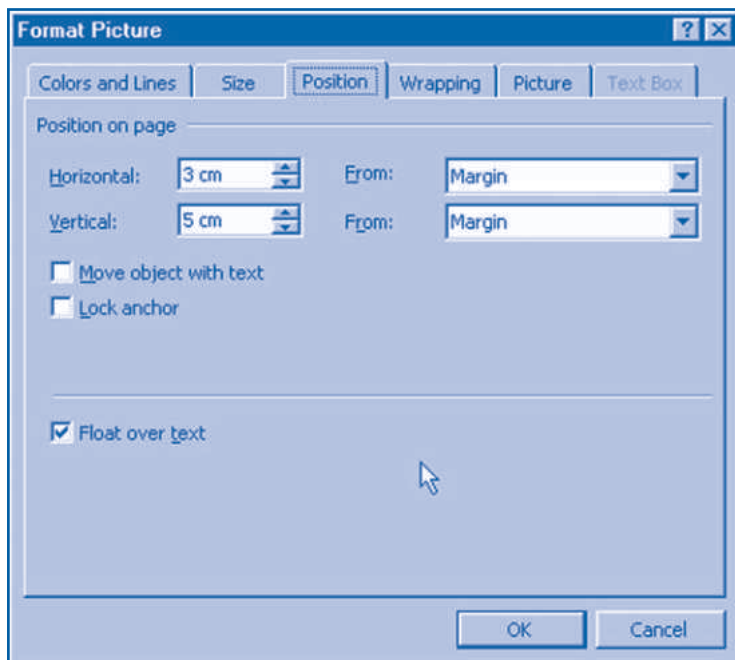 Format Picture
Colors and Lines Size Position Wrapping Picture Text Box
Position on page
Horizontal: 3 cm From: Margin
Vertical: 5 cm From: Margin
Move object with text
Lock anchor
Float over text
OK Cancel